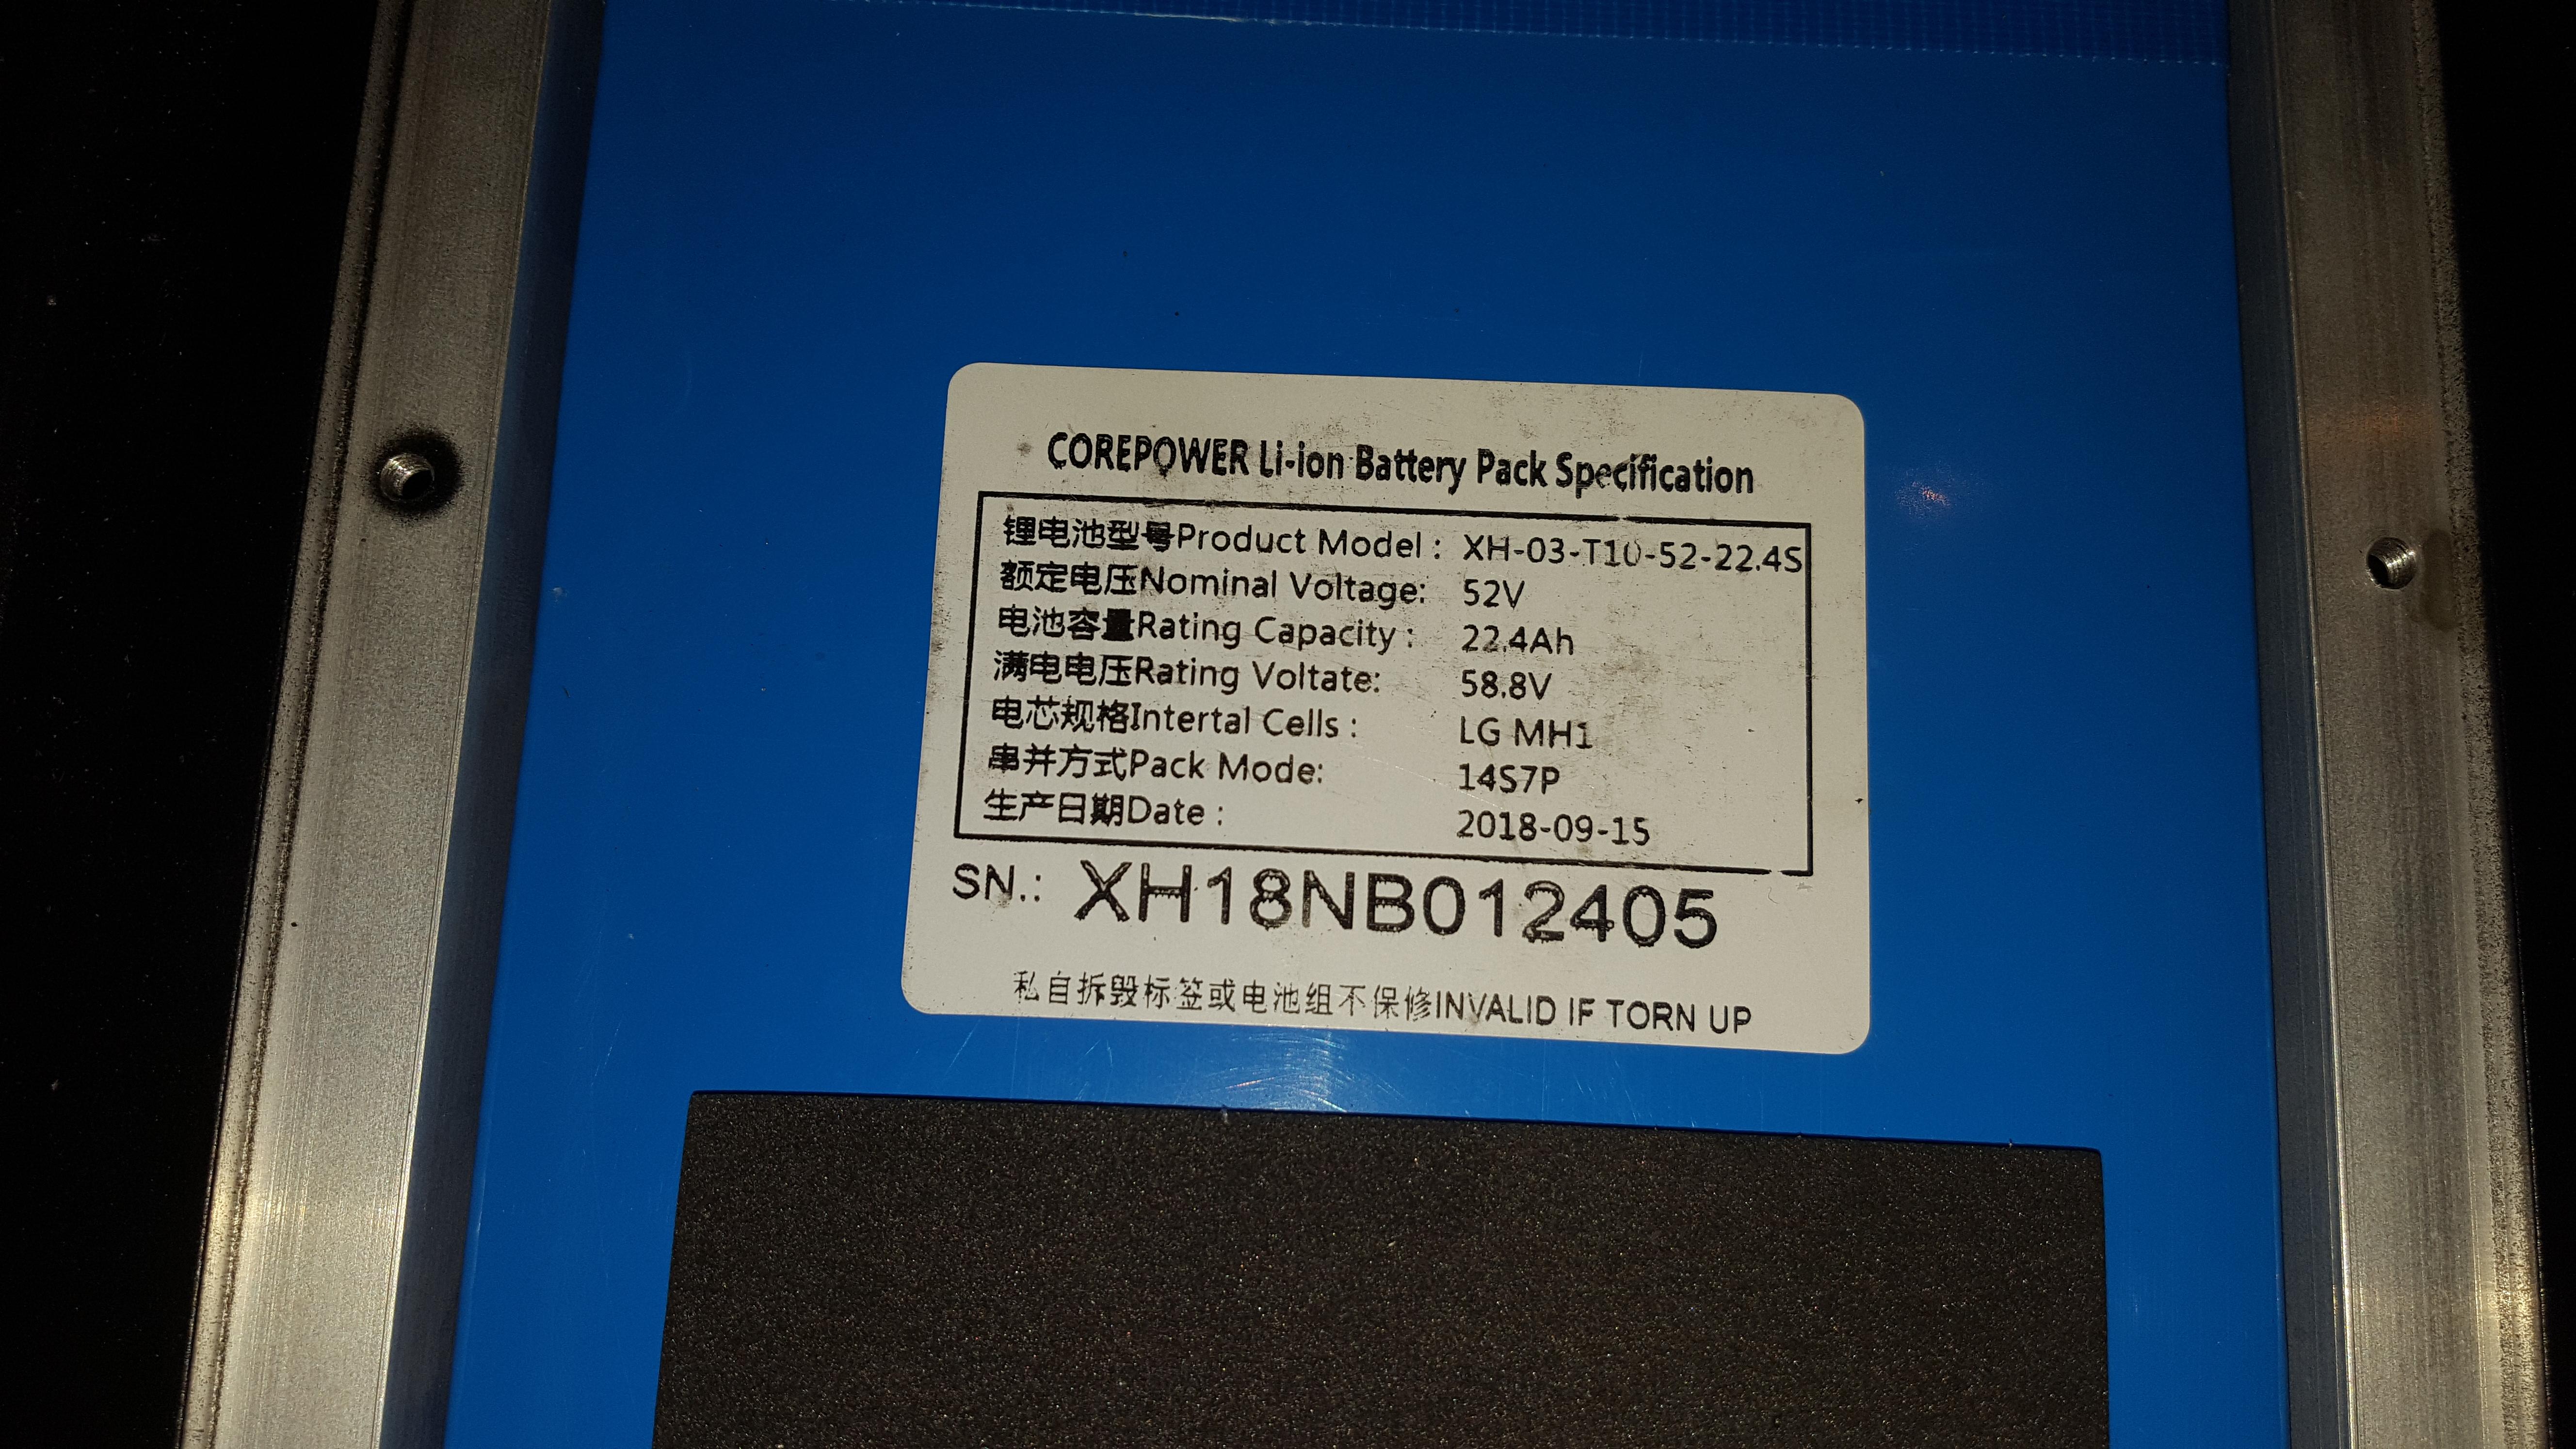 COREPOWER Li-ion Battery Pack Specification
锂电池型号Product Model : XH-03-T10-52-22.4S
额定电压Nominal Voltage: 52V
电池容量Rating Capacity : 22.4Ah
满电电压Rating Voltate: 58.8V
电芯规格Intertal Cells : LG MH1
串并方式Pack Mode: 14S7P
生产日期Date : 2018-09-15
SN.: XH18NB012405
私自拆毁标签或电池组不保修INVALID IF TORN UP